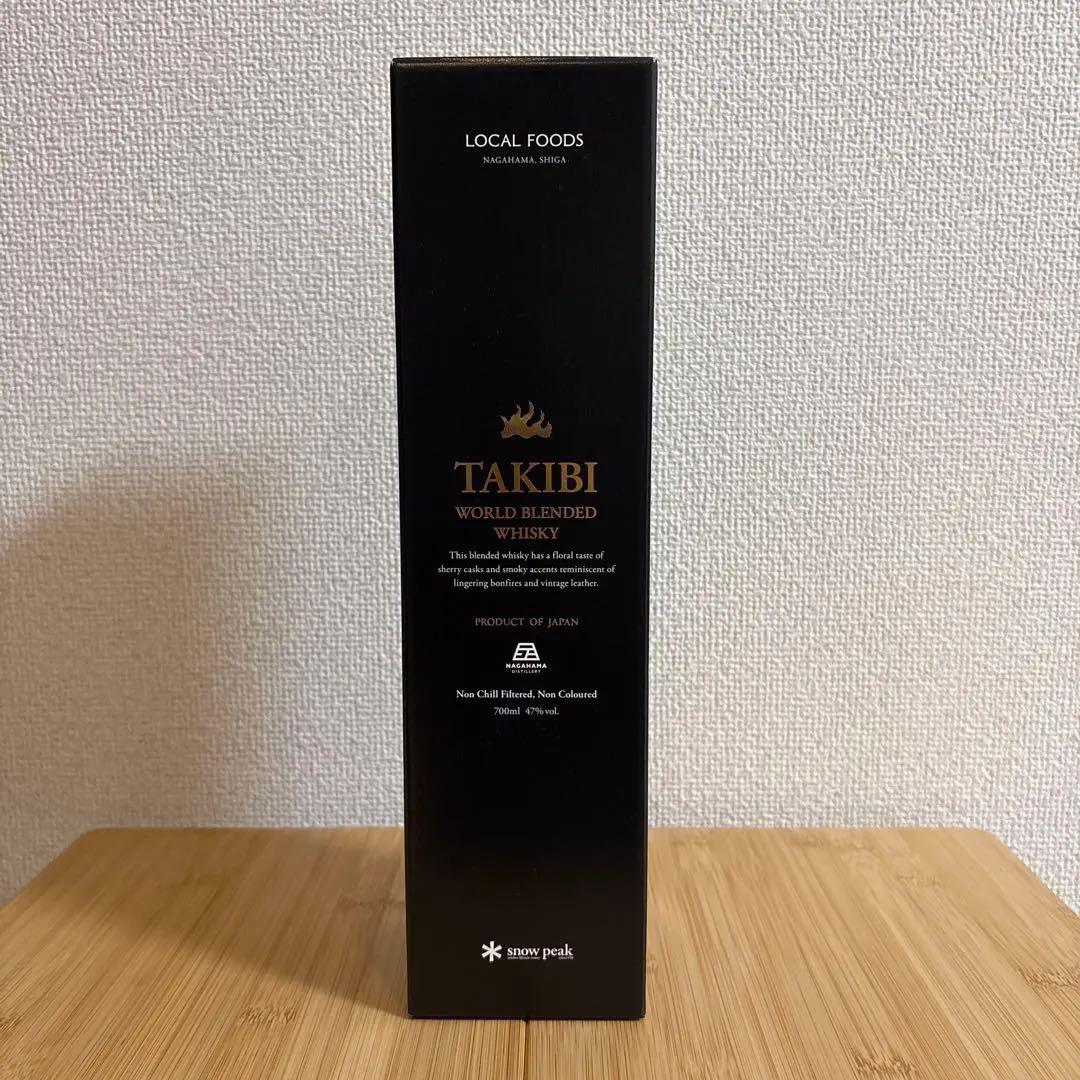 LOCAL FOODS
NAGAHAMA, SHIGA
TAKIBI
WORLD BLENDED
WHISKY
This blended whisky has a floral taste of
sherry casks and smoky accents reminiscent of
lingering bonfires and vintage leather.
PRODUCT OF JAPAN
NAGAHAMA
DISTILLERY
Non Chill Filtered, Non Coloured
700ml 47%vol.
snow peak